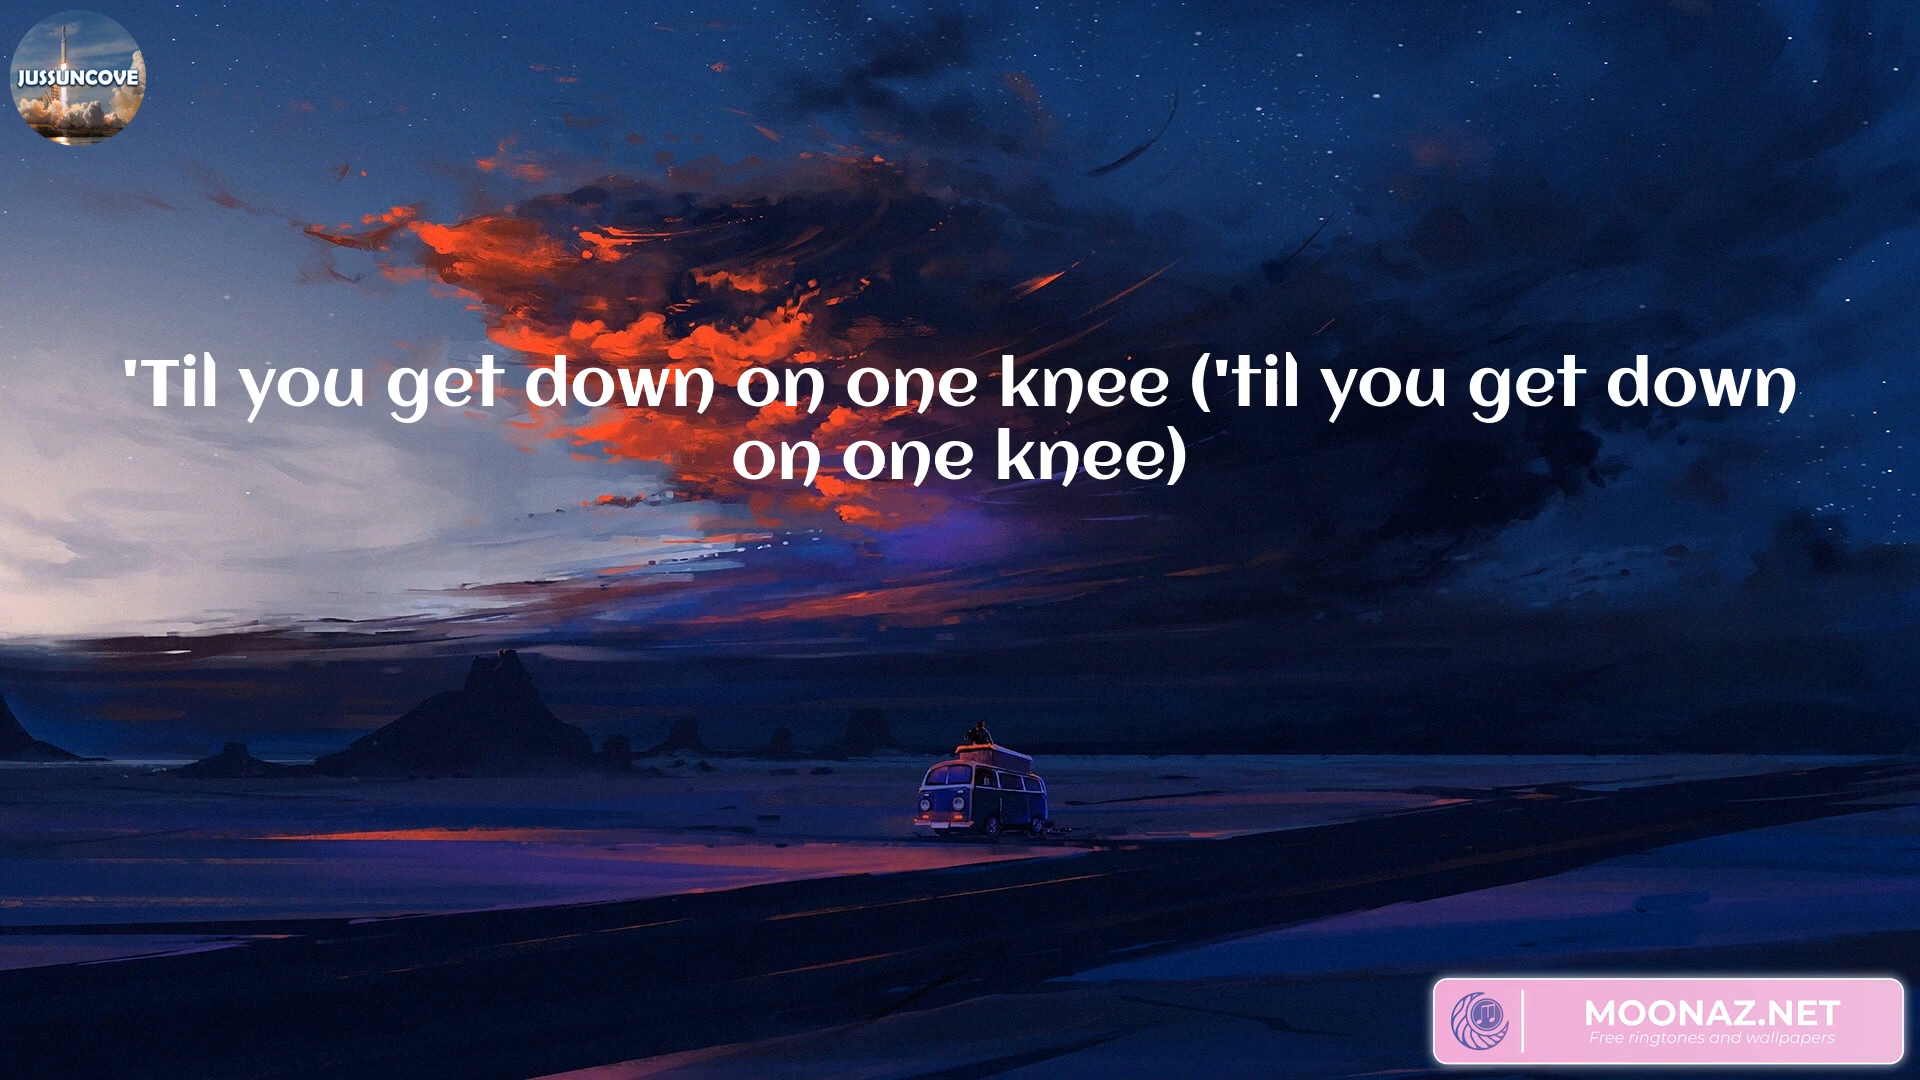 JUSSUNCOVE
'Til you get down on one knee ('til you get down
on one knee)
MOONAZ.NET
Free ringtones and wallpapers